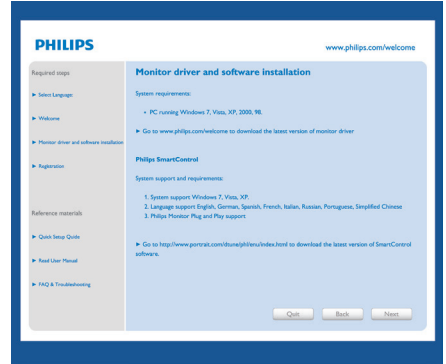 PHILIPS
www.philips.com/welcome
Required steps:
► Select Language:
► Welcome
► Monitor driver and software installation
► Registration
Reference materials
► Quick Setup Guide
► Read User Manual
► FAQ & Troubleshooting
Monitor driver and software installation
System requirements:
• PC running Windows 7, Vista, XP, 2000, 98.
► Go to www.philips.com/welcome to download the latest version of monitor driver
Philips SmartControl
System support and requirements:
1. System support Windows 7, Vista, XP.
2. Language support English, German, Spanish, French, Italian, Russian, Portuguese, Simplified Chinese
3. Philips Monitor Plug and Play support
► Go to http://www.portrait.com/dtune/phl/enu/index.html to download the latest version of SmartControl
software.
Quit
Back
Next